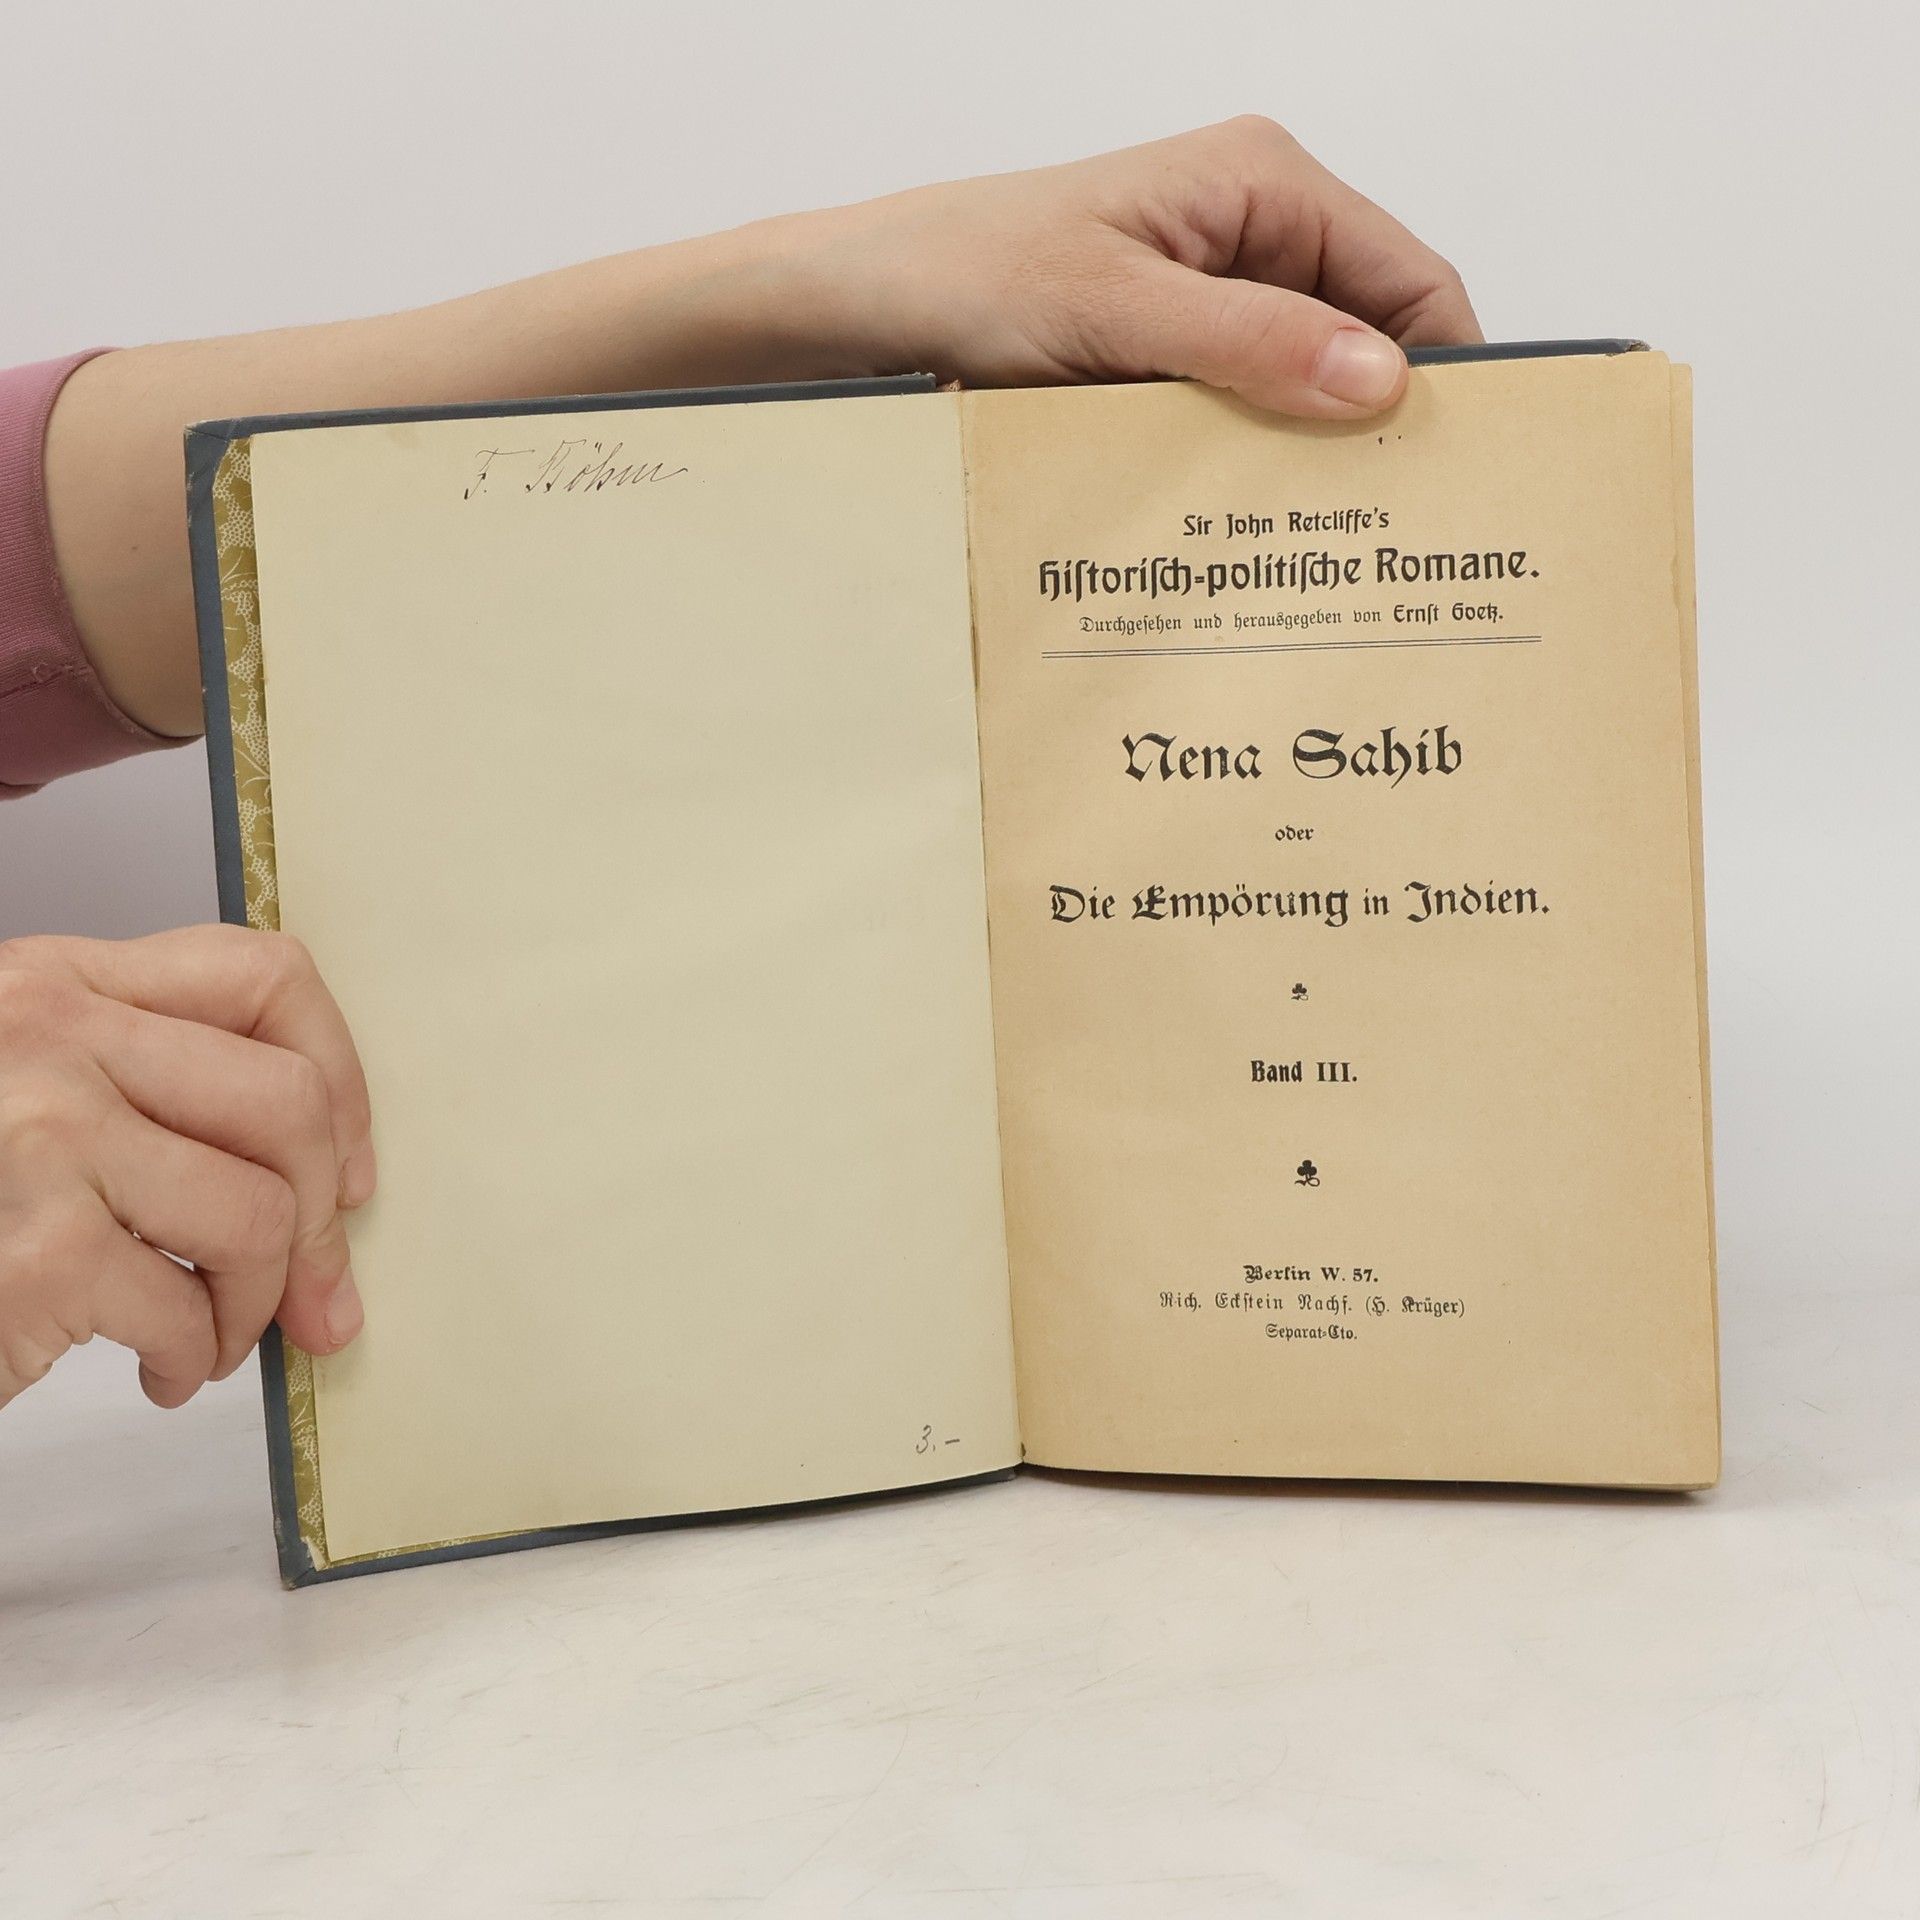 F. Böhm
3.-
Sir John Retcliffe's
Hiſtoriſch-politiſche Romane.
Durchgeſehen und herausgegeben von Ernſt Goetz.
Nena Sahib
oder
Die Empörung in Indien.
Band III.
Berlin W. 57.
Rich. Eckſtein Nachf. (H. Krüger)
Separat-Cto.